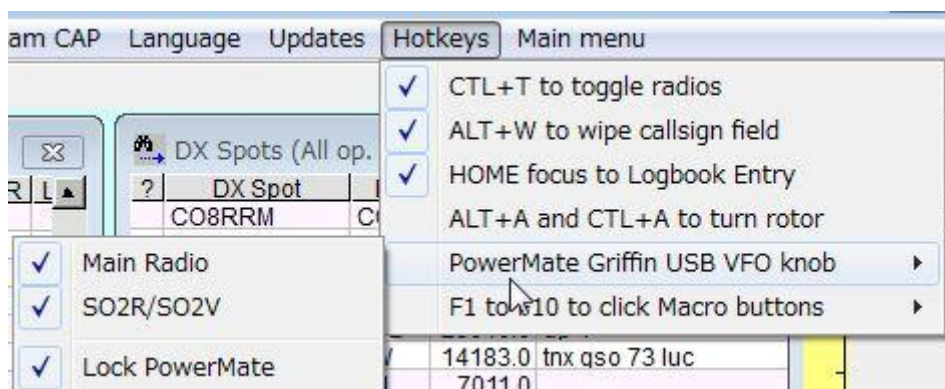 am CAP Language Updates Hotkeys Main menu
CTL+T to toggle radios
ALT+W to wipe callsign field
HOME focus to Logbook Entry
ALT+A and CTL+A to turn rotor
PowerMate Griffin USB VFO knob
F1 to F10 to click Macro buttons
DX Spots (All op.
R L
? DX Spot
CO8RRM
Main Radio
SO2R/SO2V
Lock PowerMate
14183.0 tnx qso 73 luc
7011.0